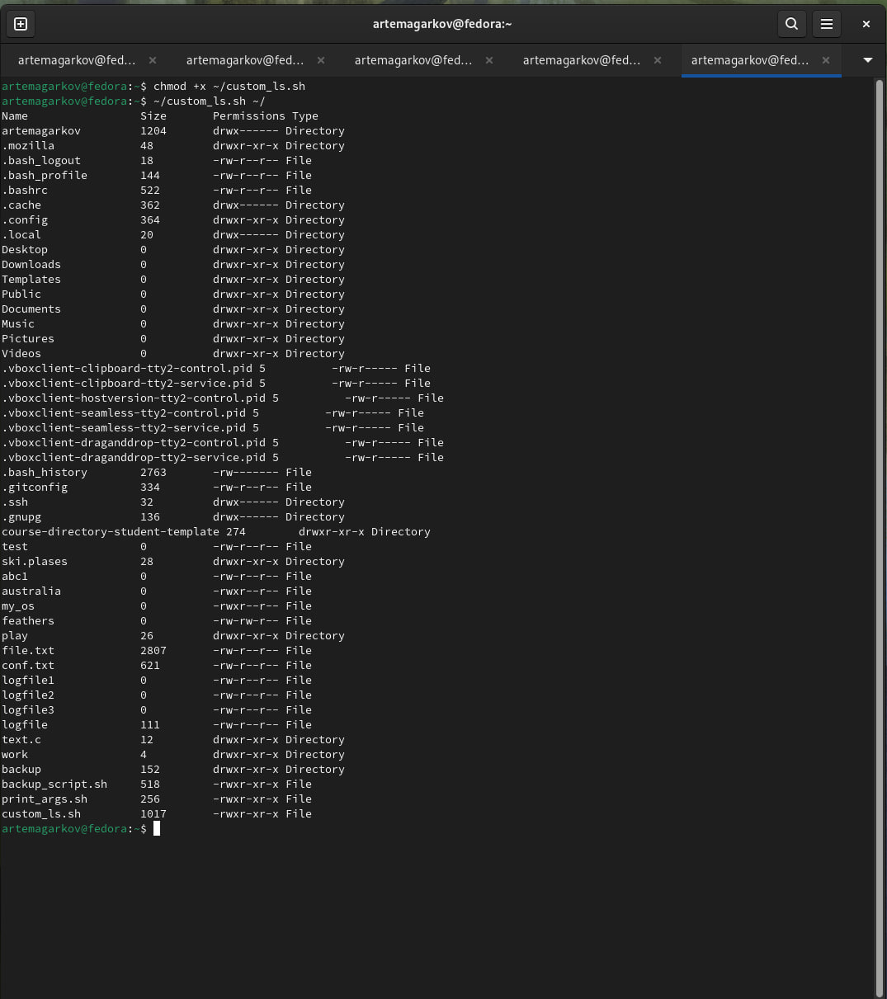 artemagarkov@fedora:~
artemagarkov@fed... artemagarkov@fed... artemagarkov@fed... artemagarkov@fed... artemagarkov@fed...
artemagarkov@fedora:~$ chmod +x ~/custom_ls.sh
artemagarkov@fedora:~$ ~/custom_ls.sh ~/
Name                 Size       Permissions Type
artemagarkov         1204       drwx------ Directory
.mozilla             48         drwxr-xr-x Directory
.bash_logout         18         -rw-r--r-- File
.bash_profile        144        -rw-r--r-- File
.bashrc              522        -rw-r--r-- File
.cache               362        drwx------ Directory
.config              364        drwxr-xr-x Directory
.local               20         drwx------ Directory
Desktop              0          drwxr-xr-x Directory
Downloads            0          drwxr-xr-x Directory
Templates            0          drwxr-xr-x Directory
Public               0          drwxr-xr-x Directory
Documents            0          drwxr-xr-x Directory
Music                0          drwxr-xr-x Directory
Pictures             0          drwxr-xr-x Directory
Videos               0          drwxr-xr-x Directory
.vboxclient-clipboard-tty2-control.pid 5          -rw-r----- File
.vboxclient-clipboard-tty2-service.pid 5          -rw-r----- File
.vboxclient-hostversion-tty2-control.pid 5          -rw-r----- File
.vboxclient-seamless-tty2-control.pid 5          -rw-r----- File
.vboxclient-seamless-tty2-service.pid 5          -rw-r----- File
.vboxclient-draganddrop-tty2-control.pid 5          -rw-r----- File
.vboxclient-draganddrop-tty2-service.pid 5          -rw-r----- File
.bash_history        2763       -rw------- File
.gitconfig           334        -rw-r--r-- File
.ssh                 32         drwx------ Directory
.gnupg               136        drwx------ Directory
course-directory-student-template 274        drwxr-xr-x Directory
test                 0          -rw-r--r-- File
ski.plases           28         drwxr-xr-x Directory
abc1                 0          -rw-r--r-- File
australia            0          -rwxr--r-- File
my_os                0          -rwxr--r-- File
feathers             0          -rw-rw-r-- File
play                 26         drwxr-xr-x Directory
file.txt             2807       -rw-r--r-- File
conf.txt             621        -rw-r--r-- File
logfile1             0          -rw-r--r-- File
logfile2             0          -rw-r--r-- File
logfile3             0          -rw-r--r-- File
logfile              111        -rw-r--r-- File
text.c               12         drwxr-xr-x Directory
work                 4          drwxr-xr-x Directory
backup               152        drwxr-xr-x Directory
backup_script.sh     518        -rwxr-xr-x File
print_args.sh        256        -rwxr-xr-x File
custom_ls.sh         1017       -rwxr-xr-x File
artemagarkov@fedora:~$